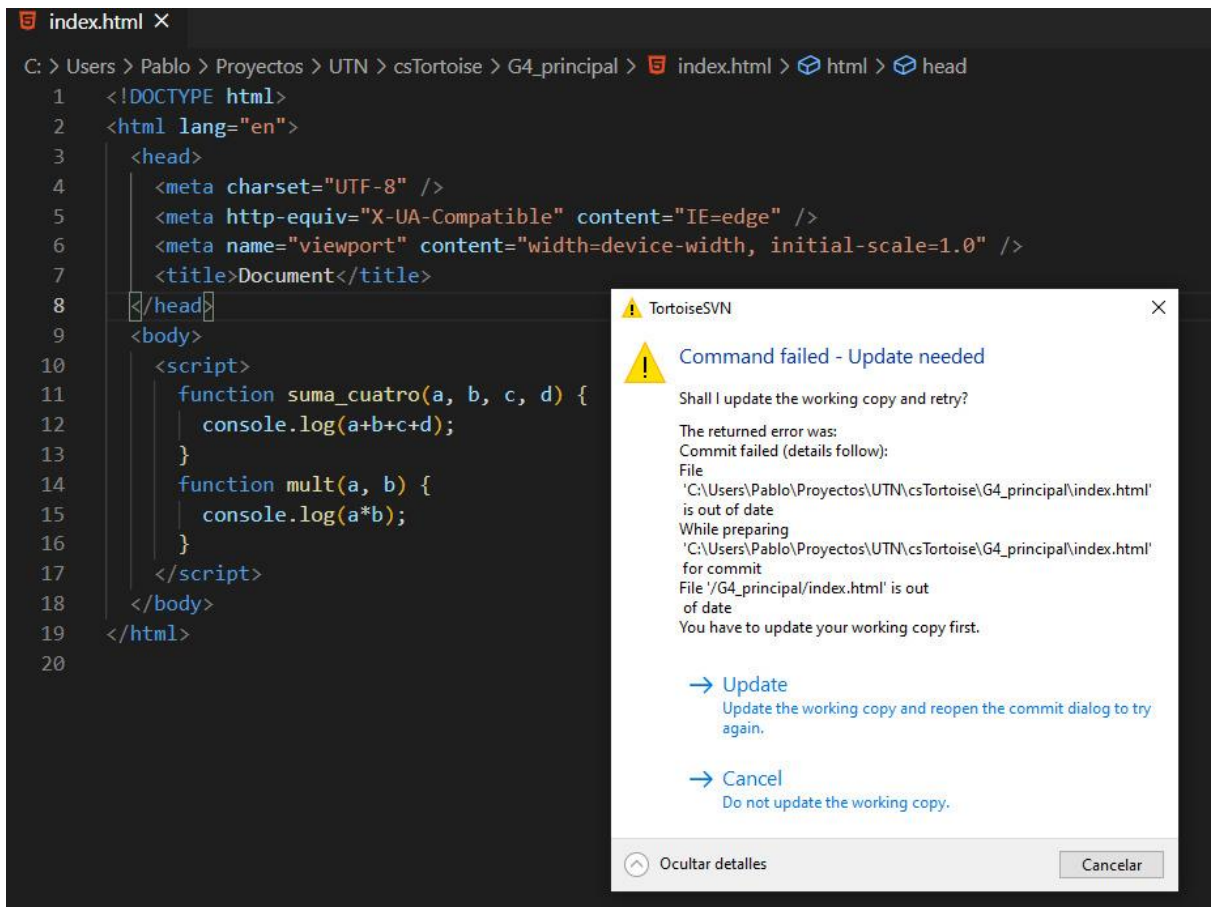 index.html ×
C: > Users > Pablo > Proyectos > UTN > csTortoise > G4_principal > index.html > html > head
1 <!DOCTYPE html>
2 <html lang="en">
3 <head>
4 <meta charset="UTF-8" />
5 <meta http-equiv="X-UA-Compatible" content="IE=edge" />
6 <meta name="viewport" content="width=device-width, initial-scale=1.0" />
7 <title>Document</title>
8 </head>
9 <body>
10 <script>
11 function suma_cuatro(a, b, c, d) {
12 console.log(a+b+c+d);
13 }
14 function mult(a, b) {
15 console.log(a*b);
16 }
17 </script>
18 </body>
19 </html>
20
TortoiseSVN
Command failed - Update needed
Shall I update the working copy and retry?
The returned error was:
Commit failed (details follow):
File
'C:\Users\Pablo\Proyectos\UTN\csTortoise\G4_principal\index.html'
is out of date
While preparing
'C:\Users\Pablo\Proyectos\UTN\csTortoise\G4_principal\index.html'
for commit
File '/G4_principal/index.html' is out
of date
You have to update your working copy first.
Update
Update the working copy and reopen the commit dialog to try
again.
Cancel
Do not update the working copy.
Ocultar detalles
Cancelar